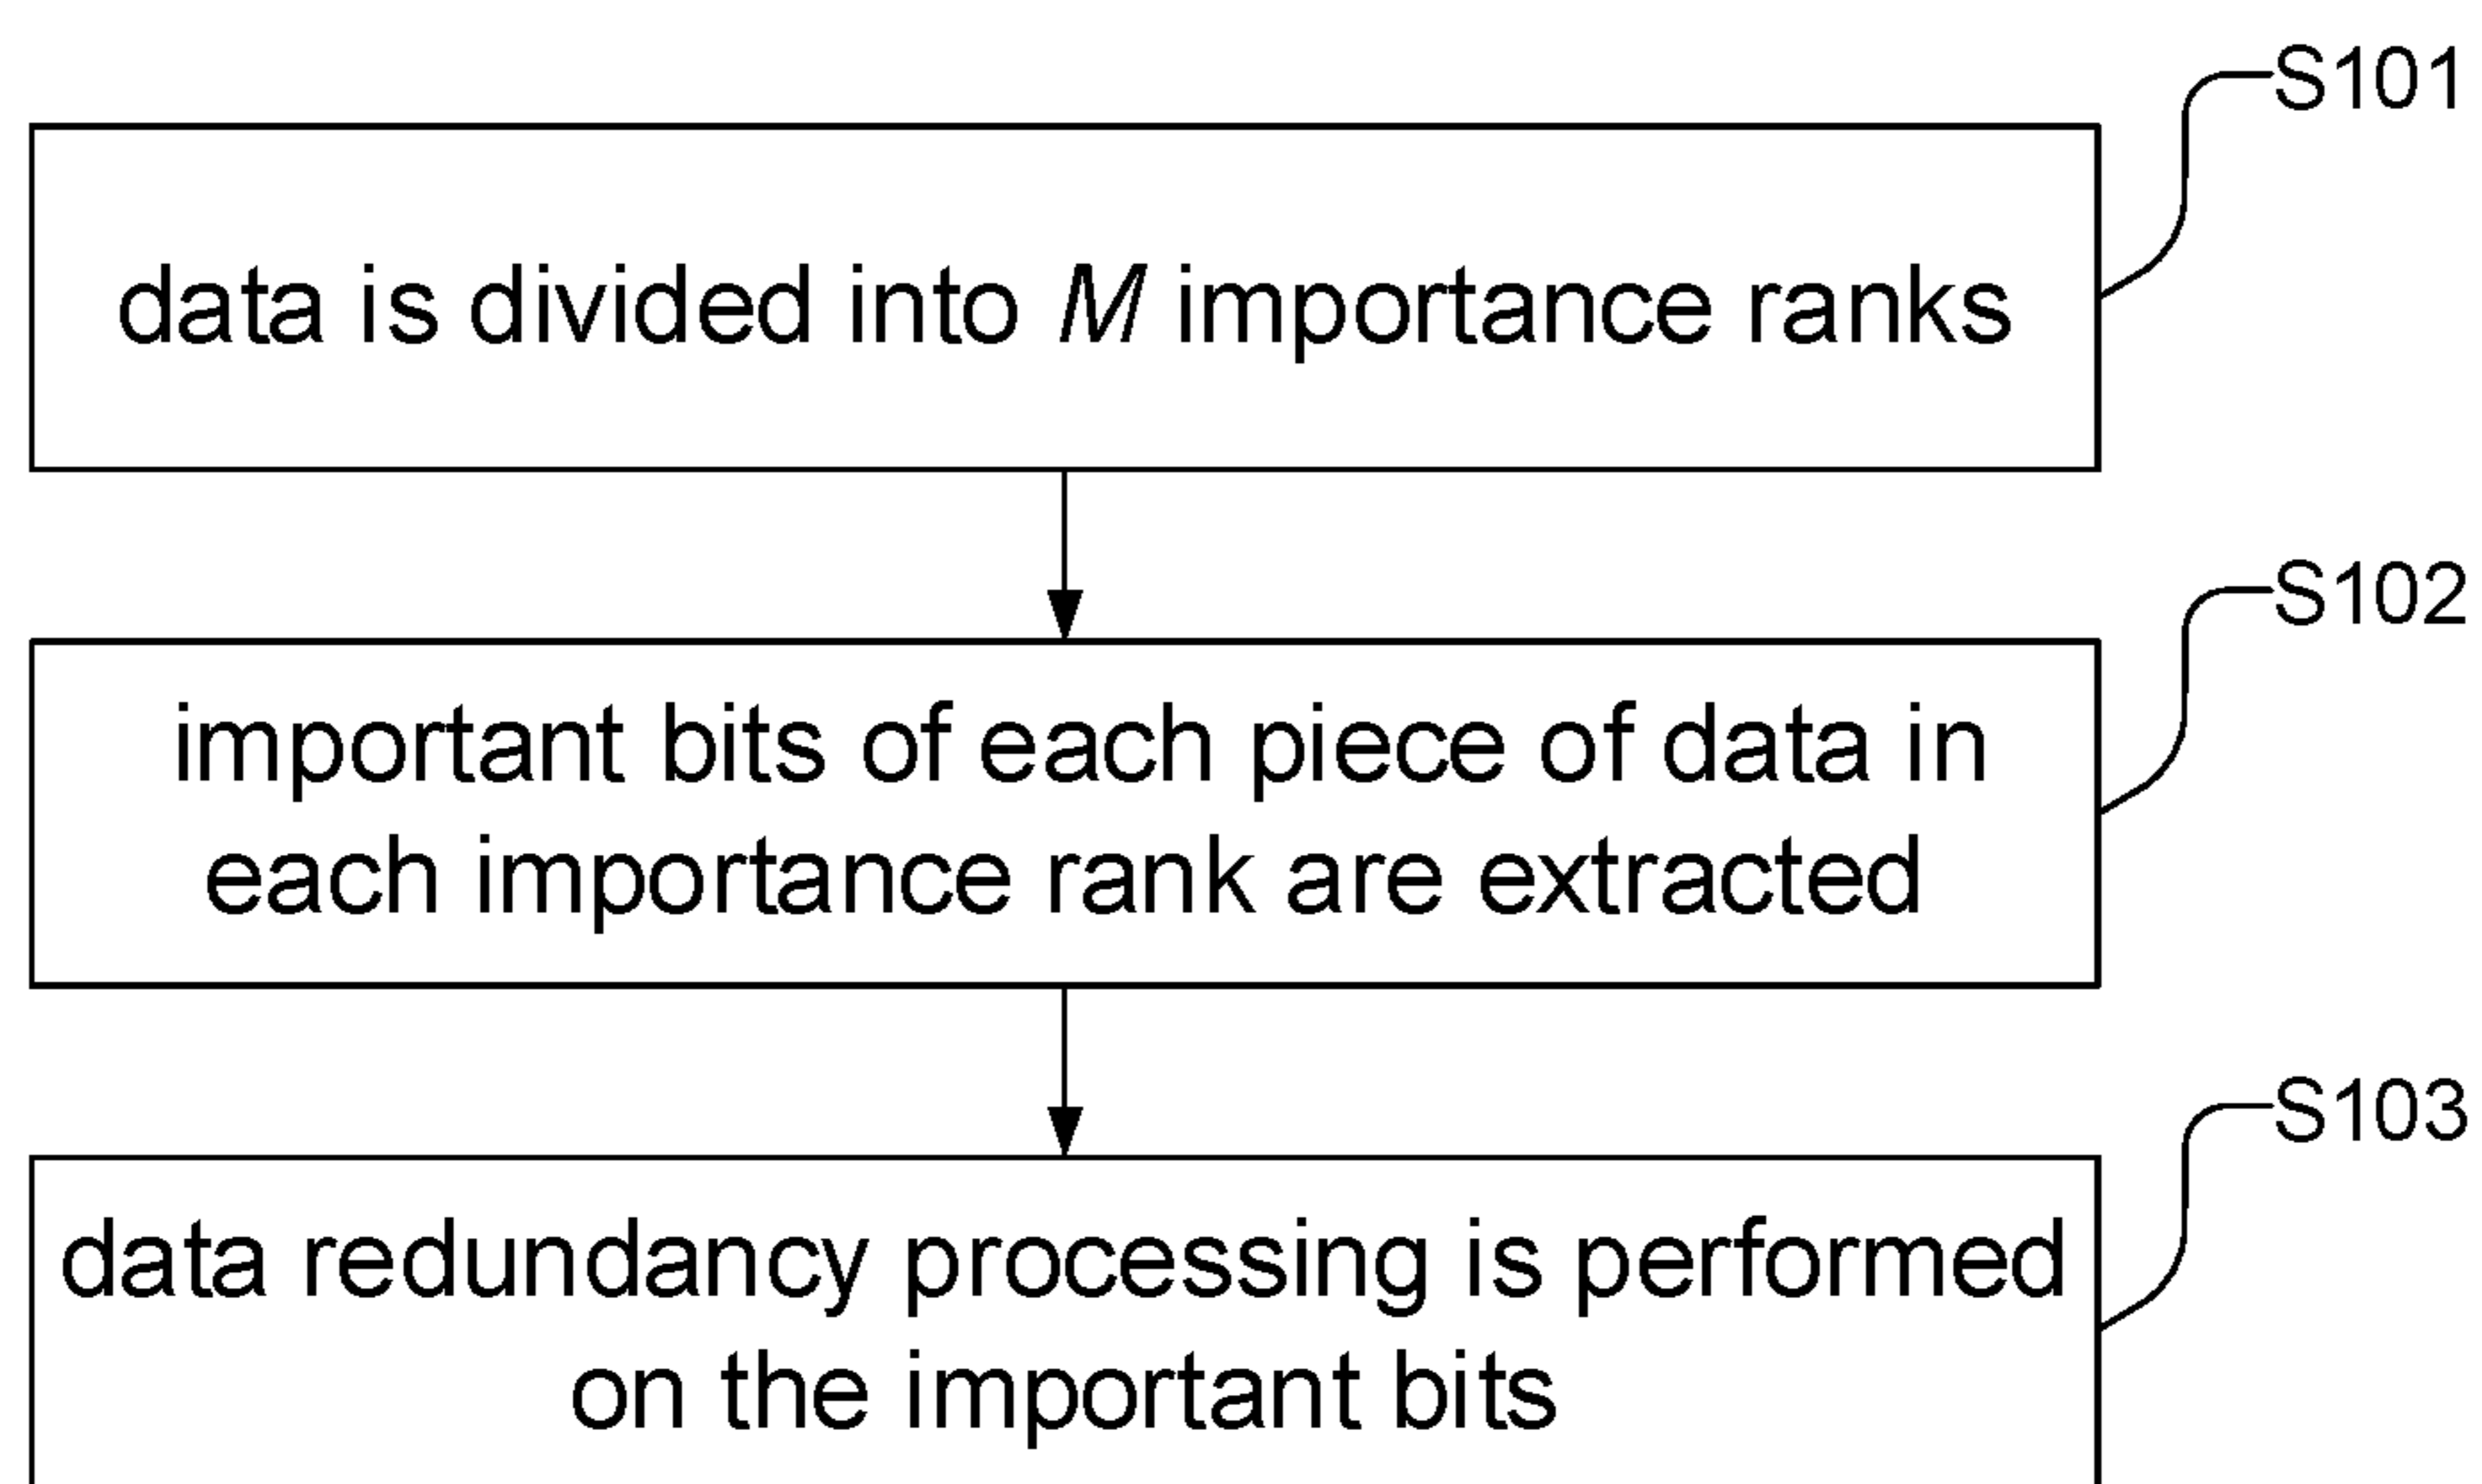 S101
data is divided into M importance ranks
S102
important bits of each piece of data in
each importance rank are extracted
S103
data redundancy processing is performed
on the important bits